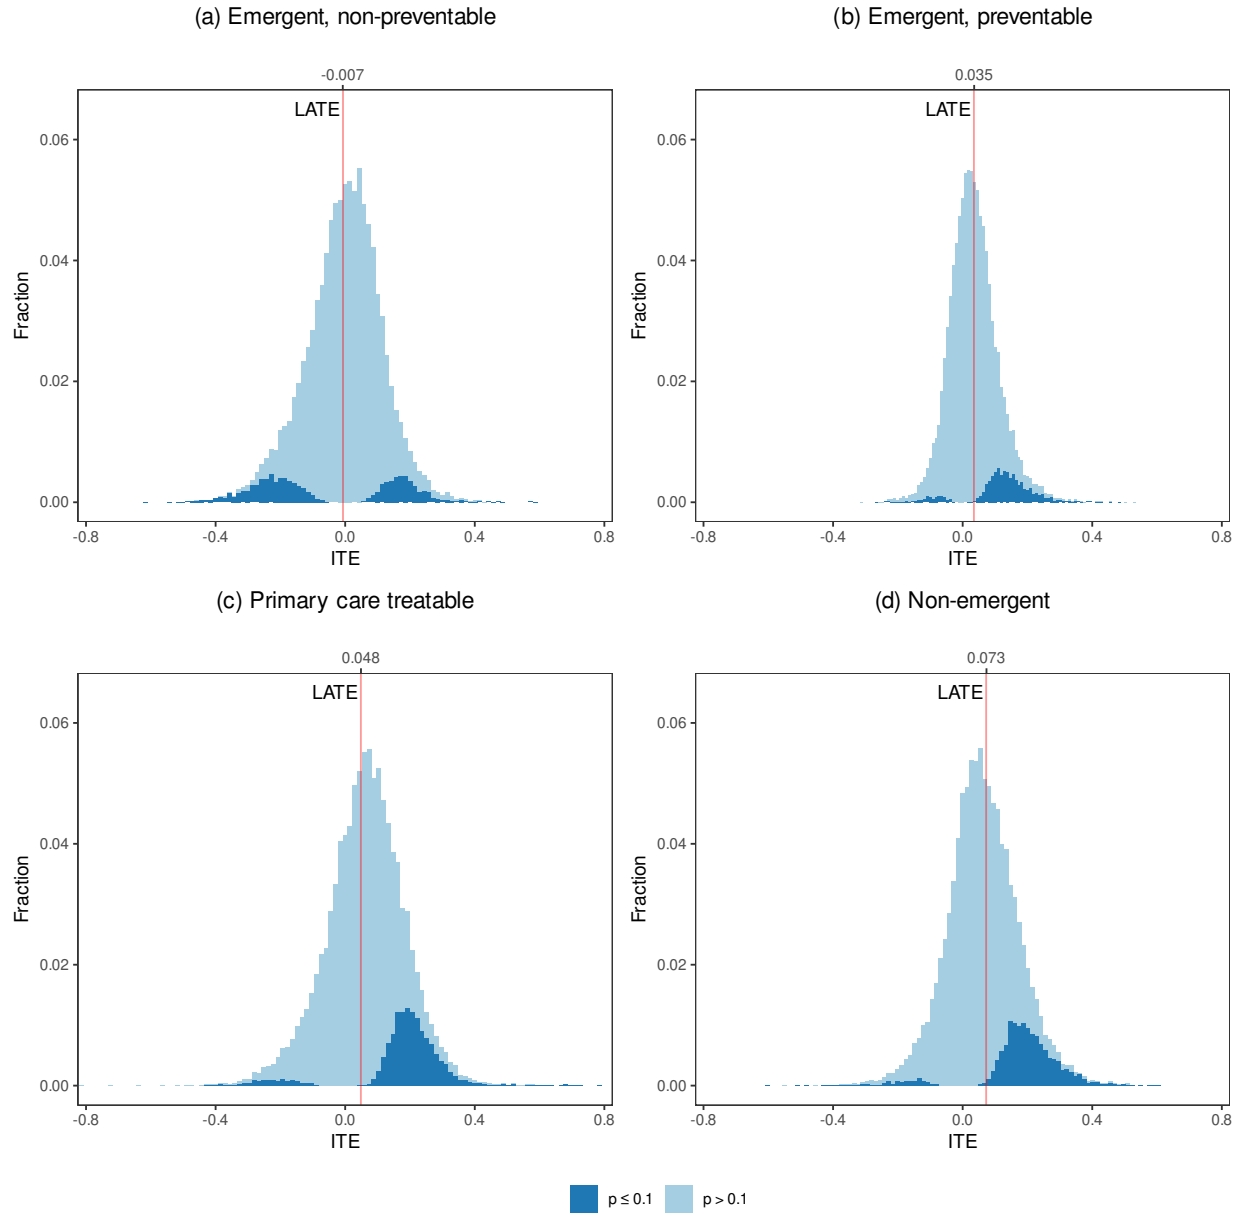 (a) Emergent, non-preventable
-0.007
LATE
0.06
0.04
0.02
0.00
Fraction
-0.8 -0.4 0.0 0.4 0.8
ITE
(b) Emergent, preventable
0.035
LATE
0.06
0.04
0.02
0.00
Fraction
-0.8 -0.4 0.0 0.4 0.8
ITE
(c) Primary care treatable
0.048
LATE
0.06
0.04
0.02
0.00
Fraction
-0.8 -0.4 0.0 0.4 0.8
ITE
(d) Non-emergent
0.073
LATE
0.06
0.04
0.02
0.00
Fraction
-0.8 -0.4 0.0 0.4 0.8
ITE
p ≤ 0.1 p > 0.1